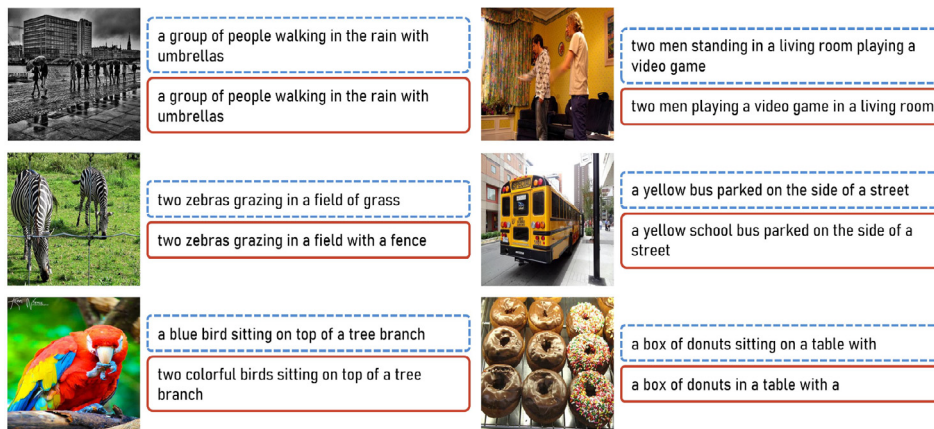 a group of people walking in the rain with
umbrellas
a group of people walking in the rain with
umbrellas
two men standing in a living room playing a
video game
two men playing a video game in a living room
two zebras grazing in a field of grass
two zebras grazing in a field with a fence
a yellow bus parked on the side of a street
a yellow school bus parked on the side of a
street
a blue bird sitting on top of a tree branch
two colorful birds sitting on top of a tree
branch
a box of donuts sitting on a table with
a box of donuts in a table with a